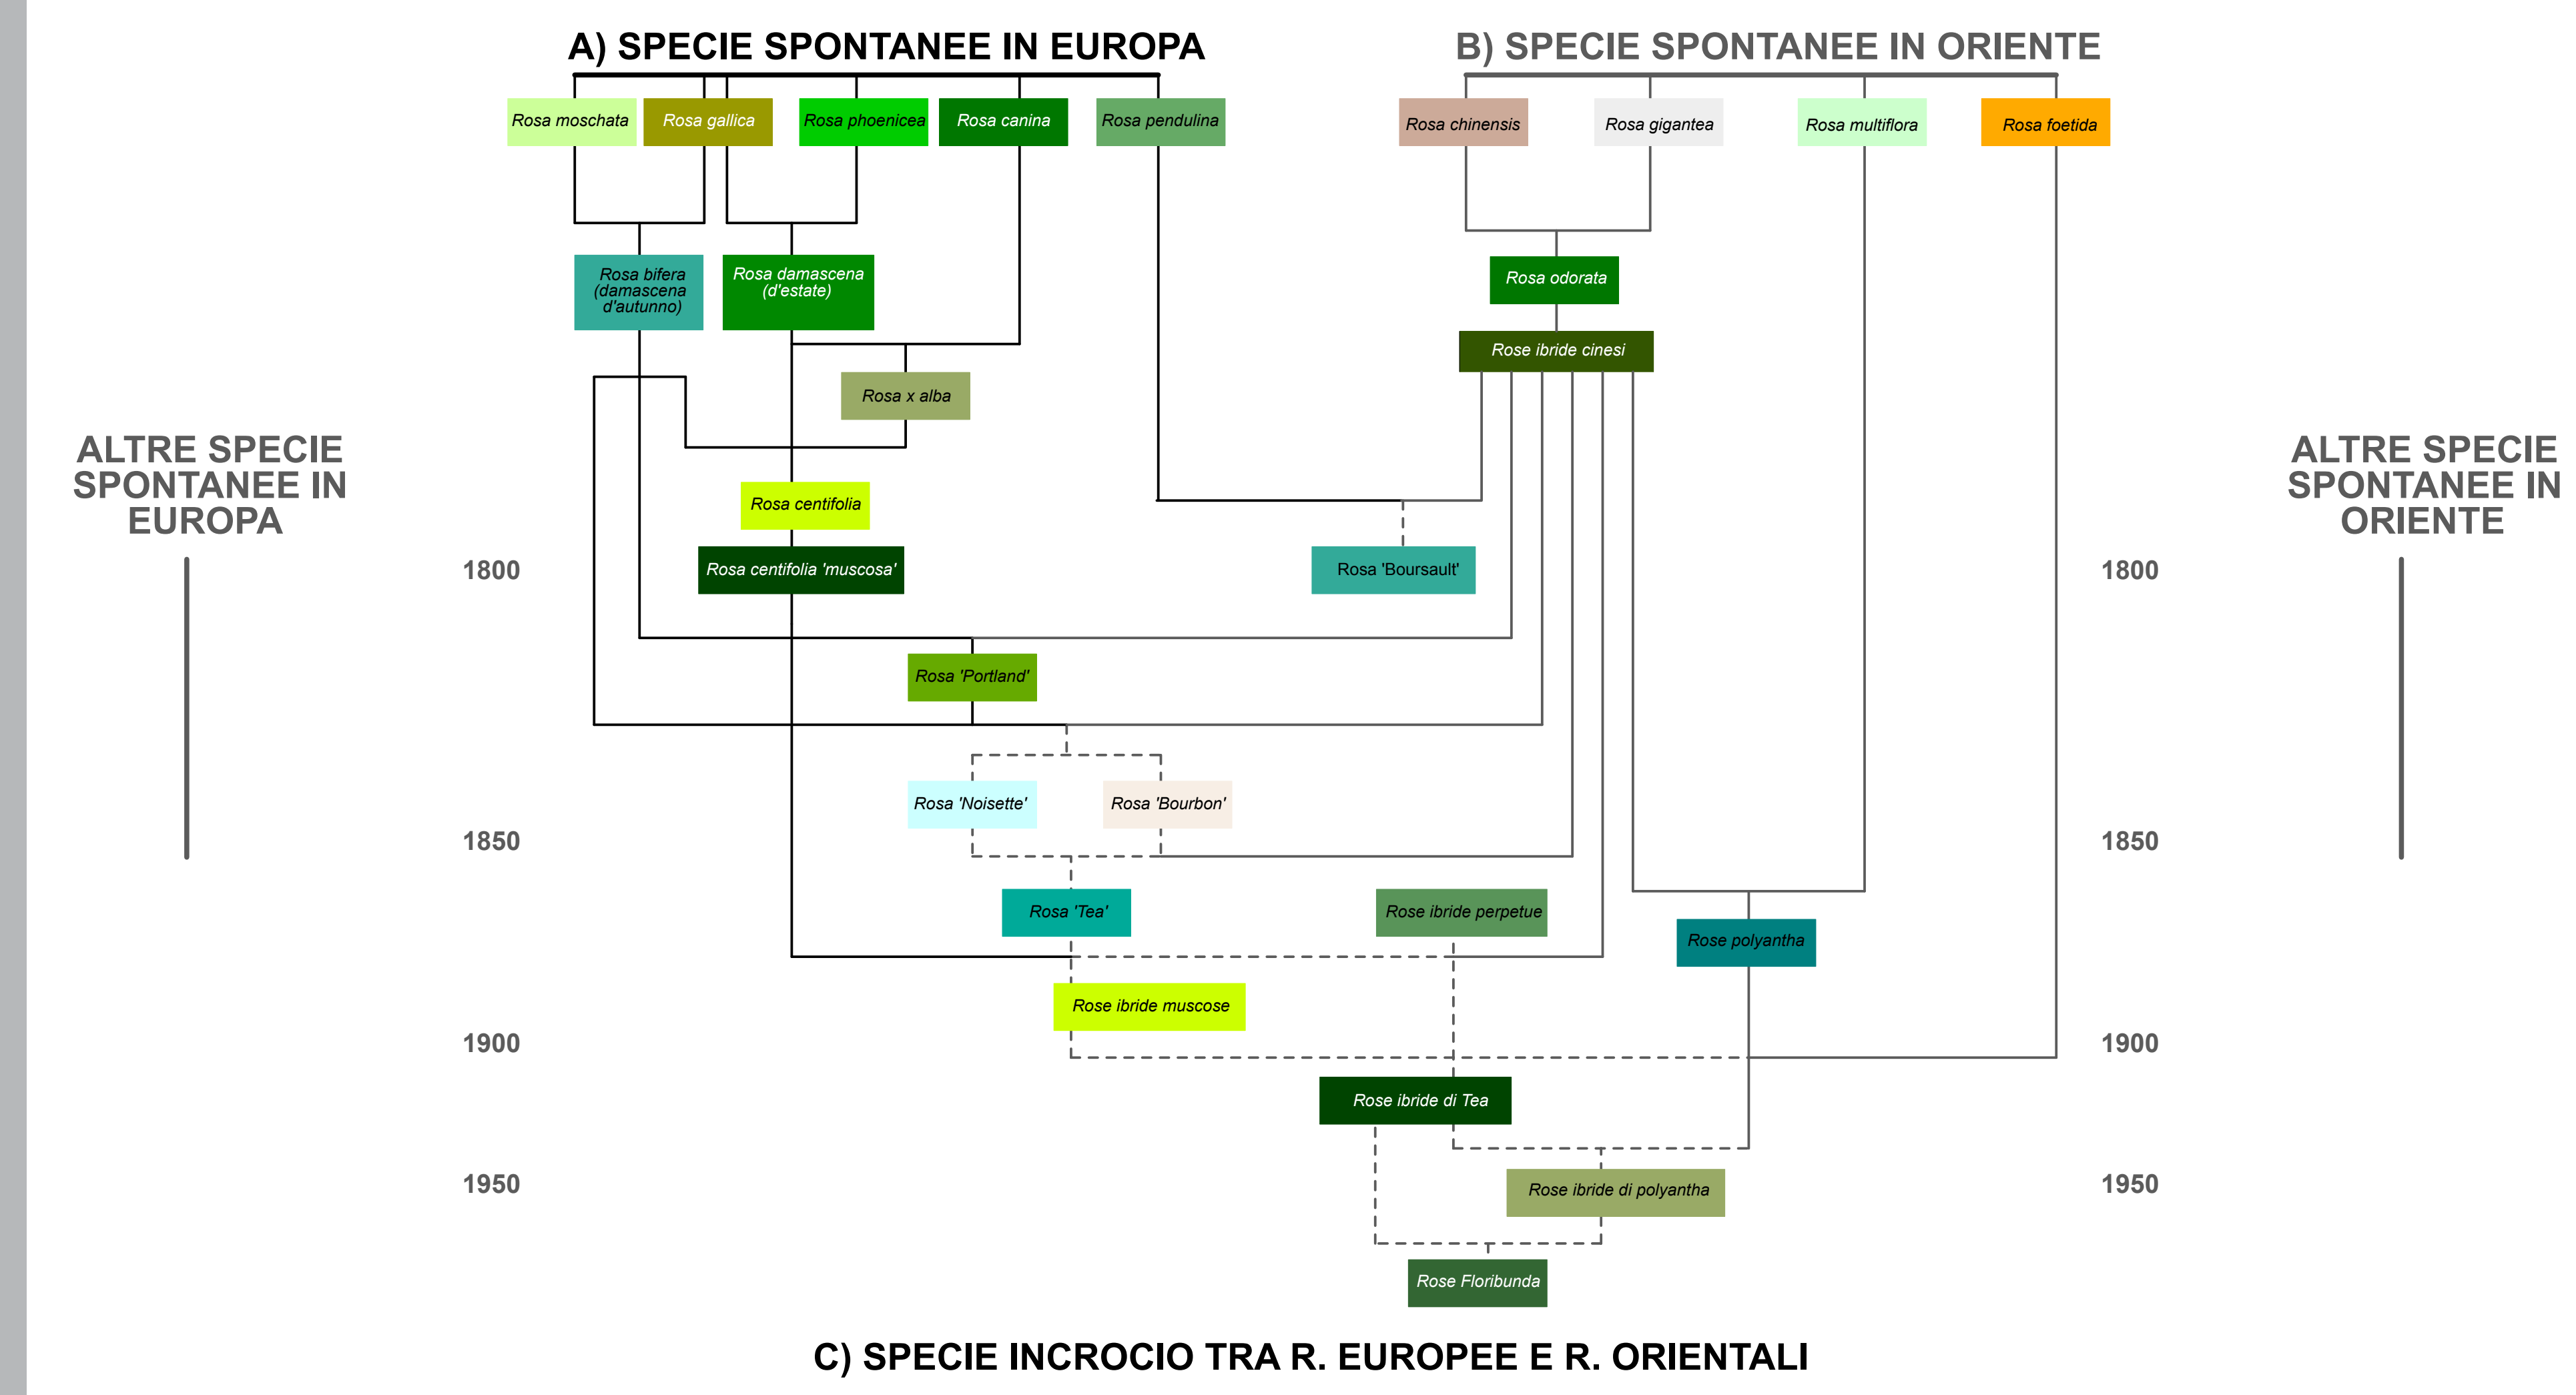 A) SPECIE SPONTANEE IN EUROPA
B) SPECIE SPONTANEE IN ORIENTE
Rosa moschata
Rosa gallica
Rosa phoenicea
Rosa canina
Rosa pendulina
Rosa chinensis
Rosa gigantea
Rosa multiflora
Rosa foetida
Rosa bifera
(damascena
d'autunno)
Rosa damascena
(d'estate)
Rosa odorata
Rose ibride cinesi
Rosa x alba
ALTRE SPECIE
SPONTANEE IN
EUROPA
ALTRE SPECIE
SPONTANEE IN
ORIENTE
Rosa centifolia
1800
Rosa centifolia 'muscosa'
Rosa 'Boursault'
1800
Rosa 'Portland'
Rosa 'Noisette'
Rosa 'Bourbon'
1850
1850
Rosa 'Tea'
Rose ibride perpetue
Rose polyantha
Rose ibride muscose
1900
1900
Rose ibride di Tea
1950
Rose ibride di polyantha
1950
Rose Floribunda
C) SPECIE INCROCIO TRA R. EUROPEE E R. ORIENTALI